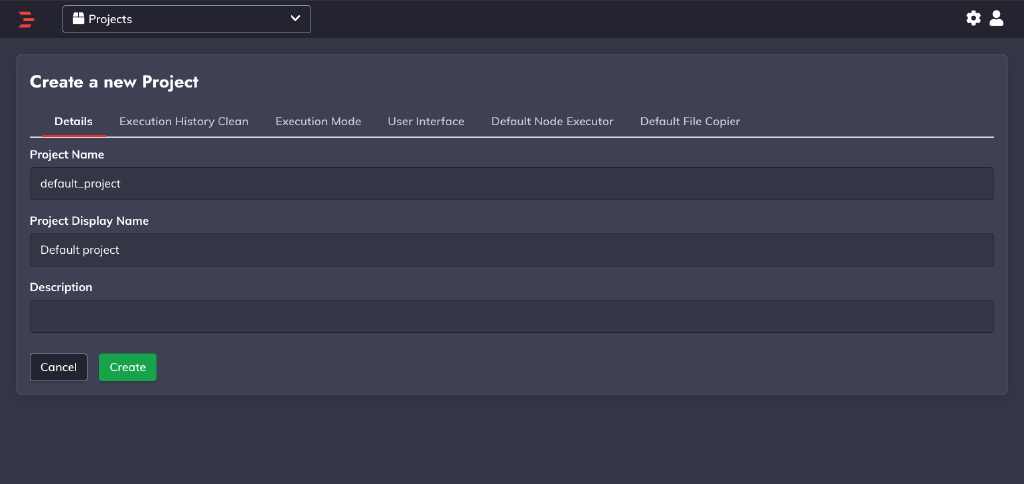 Projects
Create a new Project
Details Execution History Clean Execution Mode User Interface Default Node Executor Default File Copier
Project Name
default_project
Project Display Name
Default project
Description
Cancel Create